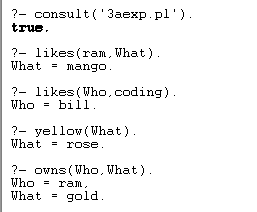 ?- consult('3aexp.pl').
true.
?- likes(ram,What).
What = mango.
?- likes(Who,coding).
Who = bill.
?- yellow(What).
What = rose.
?- owns(Who,What).
Who = ram,
What = gold.